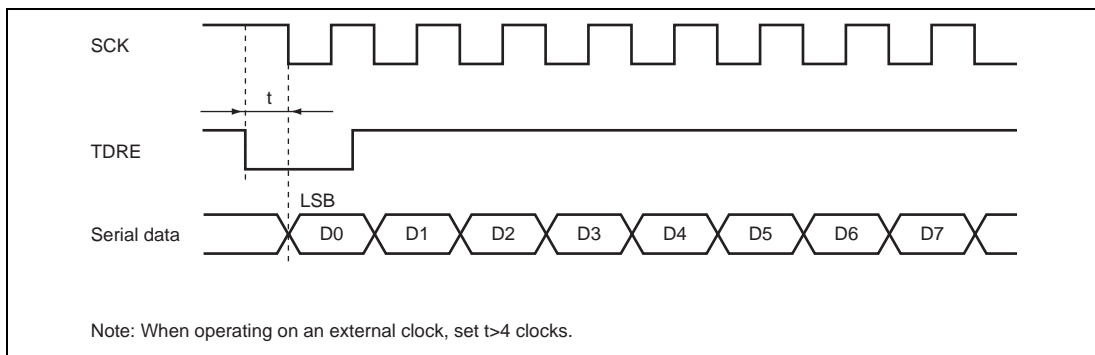 SCK
t
TDRE
LSB
Serial data
D0 D1 D2 D3 D4 D5 D6 D7
Note: When operating on an external clock, set t>4 clocks.